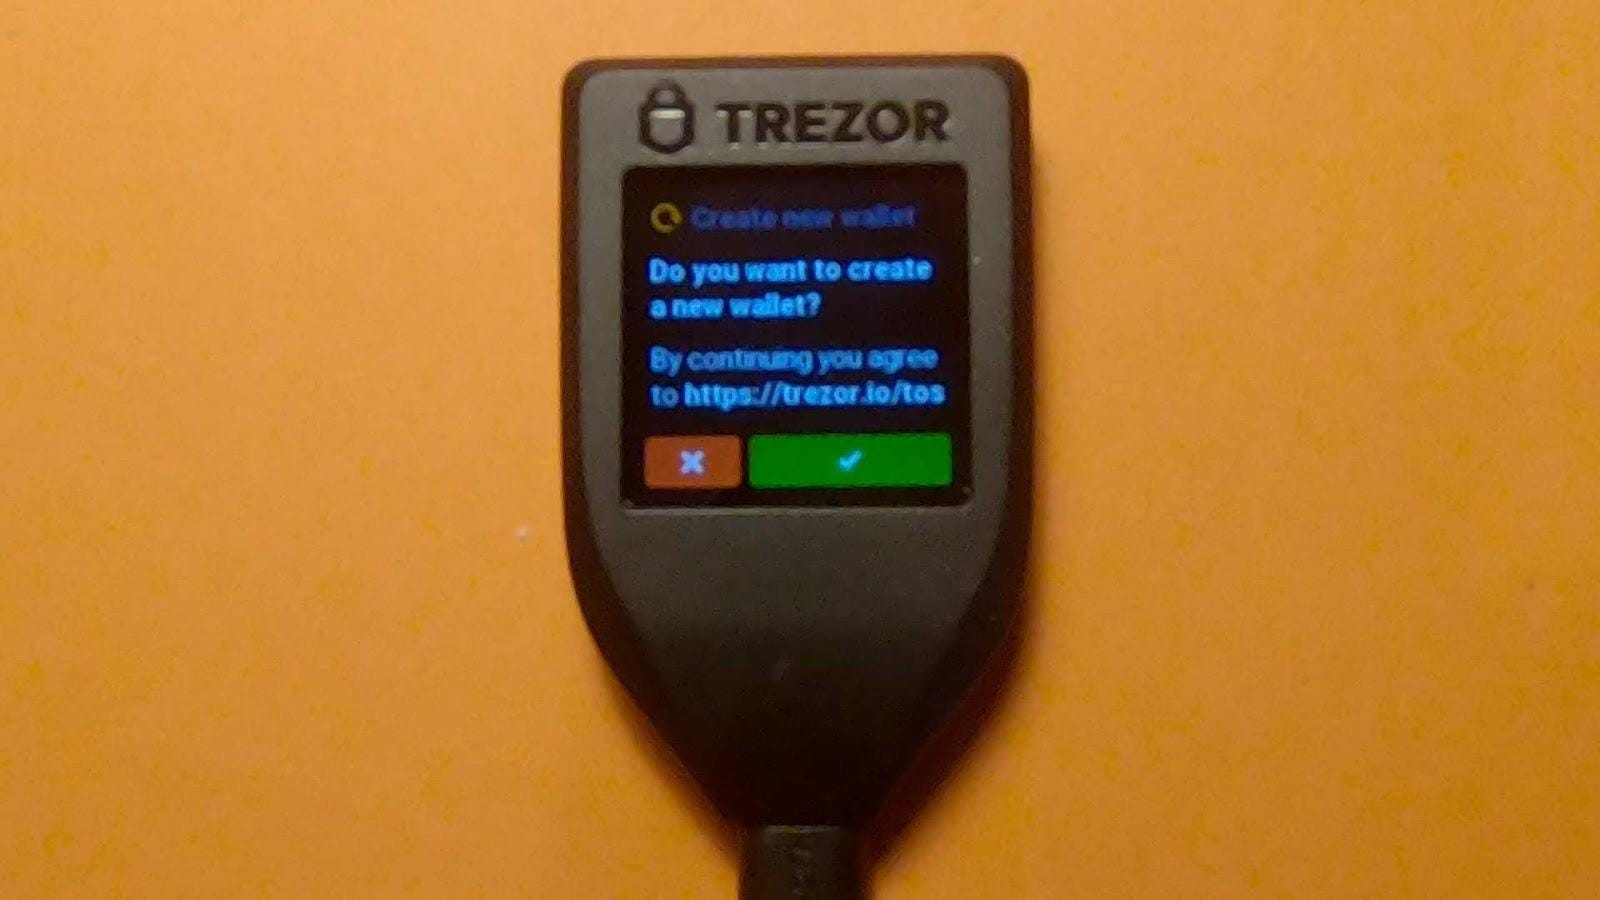 TREZOR
Create new wallet
Do you want to create
a new wallet?
By continuing you agree
to https://trezor.io/tos